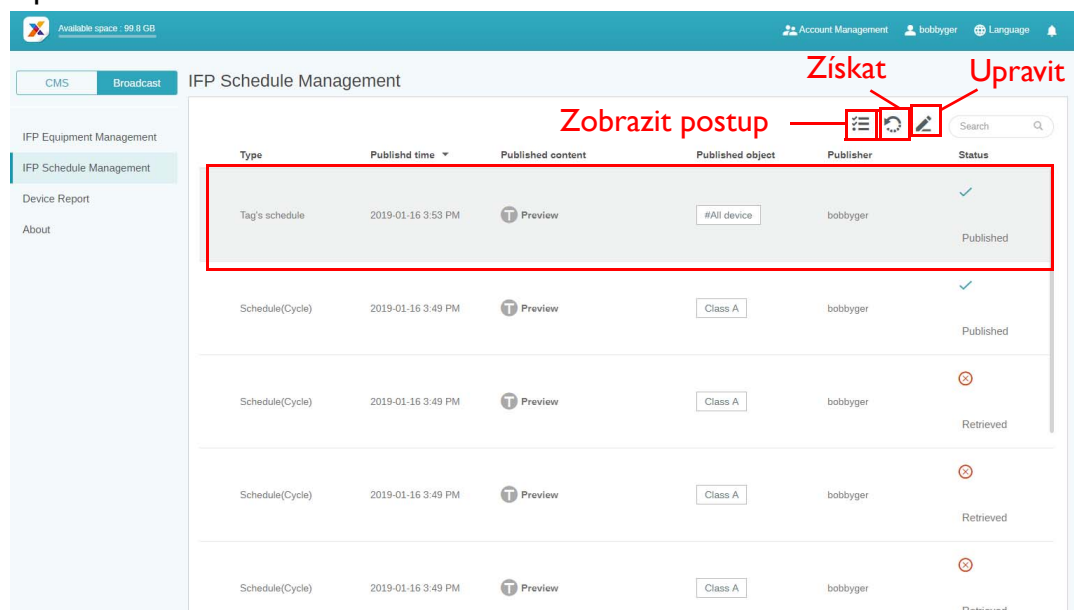 Available space : 99.8 GB
Account Management
bobbyger
Language
CMS
Broadcast
IFP Schedule Management
Získat
Upravit
Zobrazit postup
Search
IFP Equipment Management
IFP Schedule Management
Device Report
About
Type Publishd time Published content Published object Publisher Status
Tag's schedule 2019-01-16 3:53 PM T Preview #All device bobbyger
Published
Schedule(Cycle) 2019-01-16 3:49 PM T Preview Class A bobbyger
Published
Schedule(Cycle) 2019-01-16 3:49 PM T Preview Class A bobbyger
Retrieved
Schedule(Cycle) 2019-01-16 3:49 PM T Preview Class A bobbyger
Retrieved
Schedule(Cycle) 2019-01-16 3:49 PM T Preview Class A bobbyger